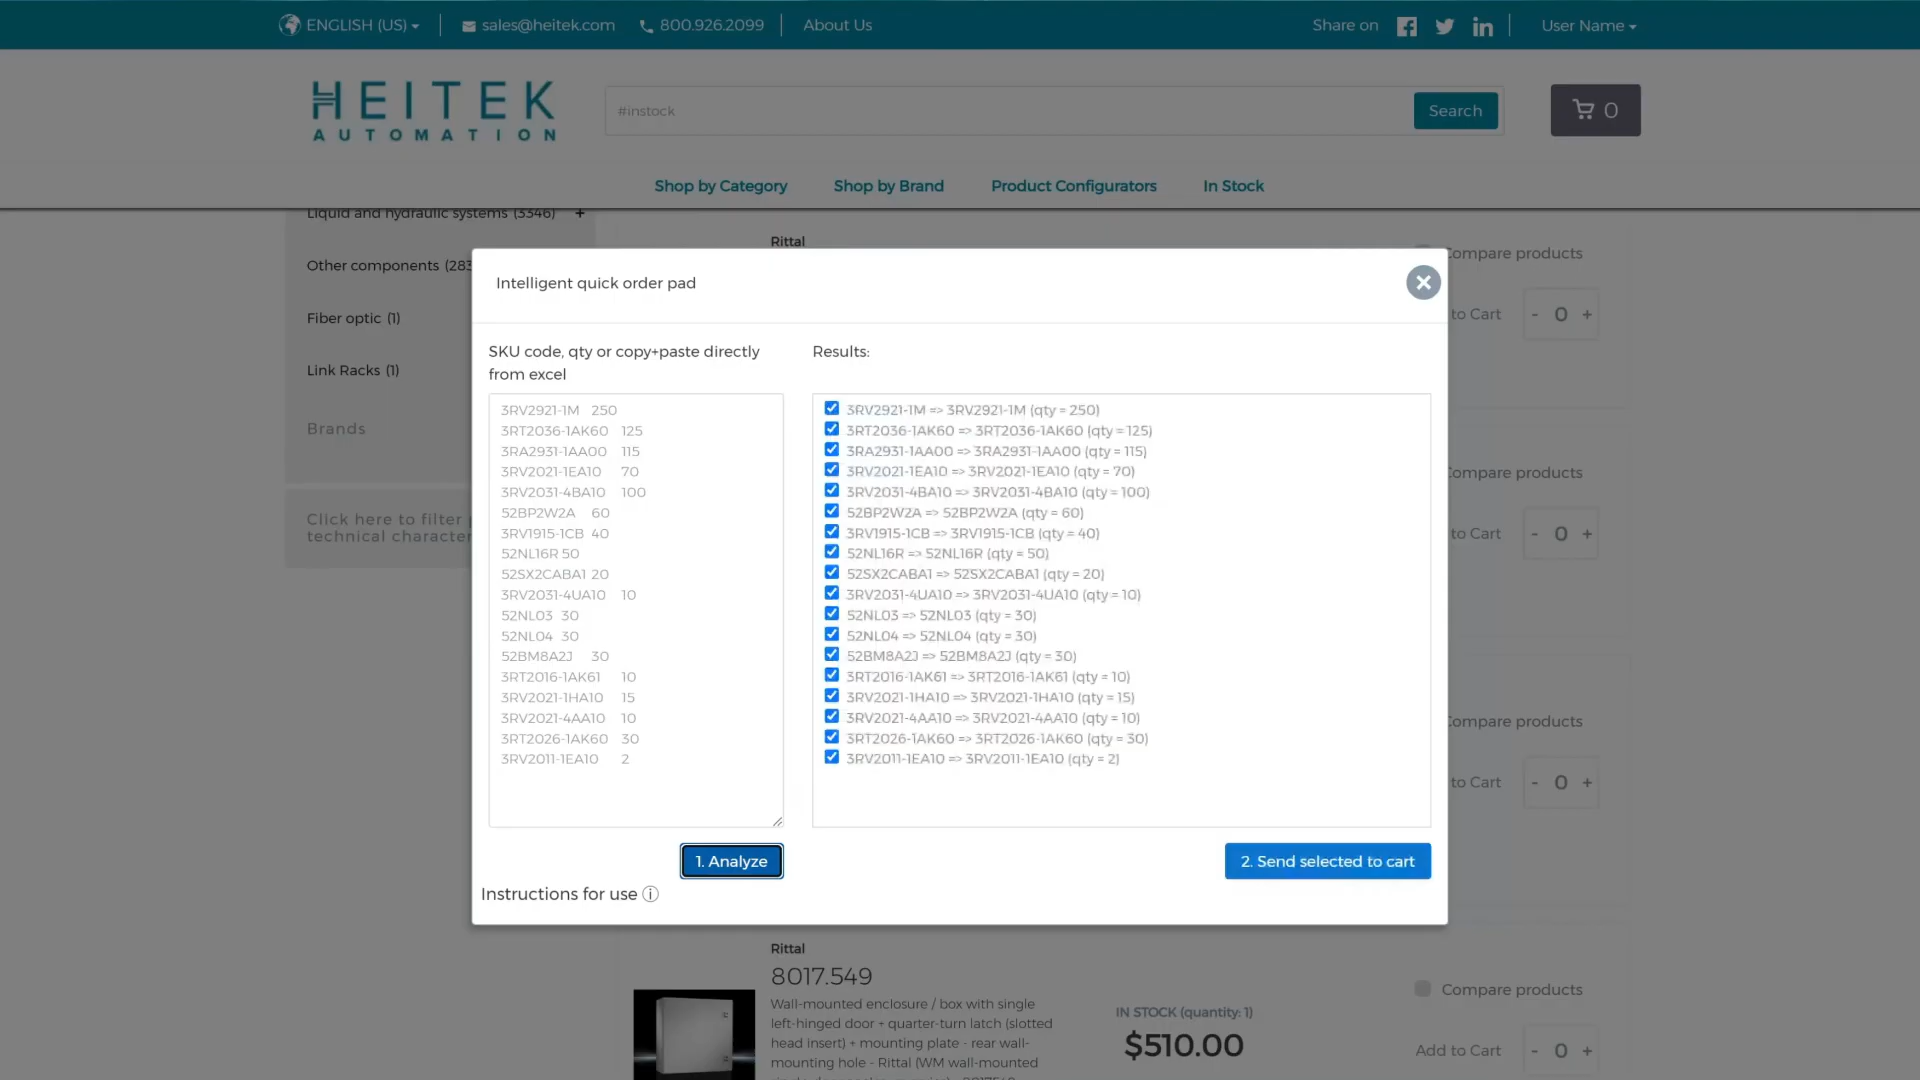 ENGLISH (US)
sales@heitek.com
800.926.2099
About Us
Share on
User Name
HEITEK
AUTOMATION
#instock
Search
0
Shop by Category
Shop by Brand
Product Configurators
In Stock
Liquid and hydraulic systems (3346) +
Other components (283
Fiber optic (1)
Link Racks (1)
Brands
Click here to filter
technical character
Rittal
Compare products
to Cart - 0 +
Compare products
to Cart - 0 +
Compare products
to Cart - 0 +
Intelligent quick order pad
SKU code, qty or copy+paste directly
from excel
3RV2921-1M 250
3RT2036-1AK60 125
3RA2931-1AA00 115
3RV2021-1EA10 70
3RV2031-4BA10 100
52BP2W2A 60
3RV1915-1CB 40
52NL16R 50
52SX2CABA1 20
3RV2031-4UA10 10
52NL03 30
52NL04 30
52BM8A2J 30
3RT2016-1AK61 10
3RV2021-1HA10 15
3RV2021-4AA10 10
3RT2026-1AK60 30
3RV2011-1EA10 2
1. Analyze
Instructions for use
Results:
3RV2921-1M => 3RV2921-1M (qty = 250)
3RT2036-1AK60 => 3RT2036-1AK60 (qty = 125)
3RA2931-1AA00 => 3RA2931-1AA00 (qty = 115)
3RV2021-1EA10 => 3RV2021-1EA10 (qty = 70)
3RV2031-4BA10 => 3RV2031-4BA10 (qty = 100)
52BP2W2A => 52BP2W2A (qty = 60)
3RV1915-1CB => 3RV1915-1CB (qty = 40)
52NL16R => 52NL16R (qty = 50)
52SX2CABA1 => 52SX2CABA1 (qty = 20)
3RV2031-4UA10 => 3RV2031-4UA10 (qty = 10)
52NL03 => 52NL03 (qty = 30)
52NL04 => 52NL04 (qty = 30)
52BM8A2J => 52BM8A2J (qty = 30)
3RT2016-1AK61 => 3RT2016-1AK61 (qty = 10)
3RV2021-1HA10 => 3RV2021-1HA10 (qty = 15)
3RV2021-4AA10 => 3RV2021-4AA10 (qty = 10)
3RT2026-1AK60 => 3RT2026-1AK60 (qty = 30)
3RV2011-1EA10 => 3RV2011-1EA10 (qty = 2)
2. Send selected to cart
Rittal
8017.549
Wall-mounted enclosure / box with single
left-hinged door + quarter-turn latch (slotted
head insert) + mounting plate - rear wall-
mounting hole - Rittal (WM wall-mounted
IN STOCK (quantity: 1)
$510.00
Compare products
Add to Cart - 0 +